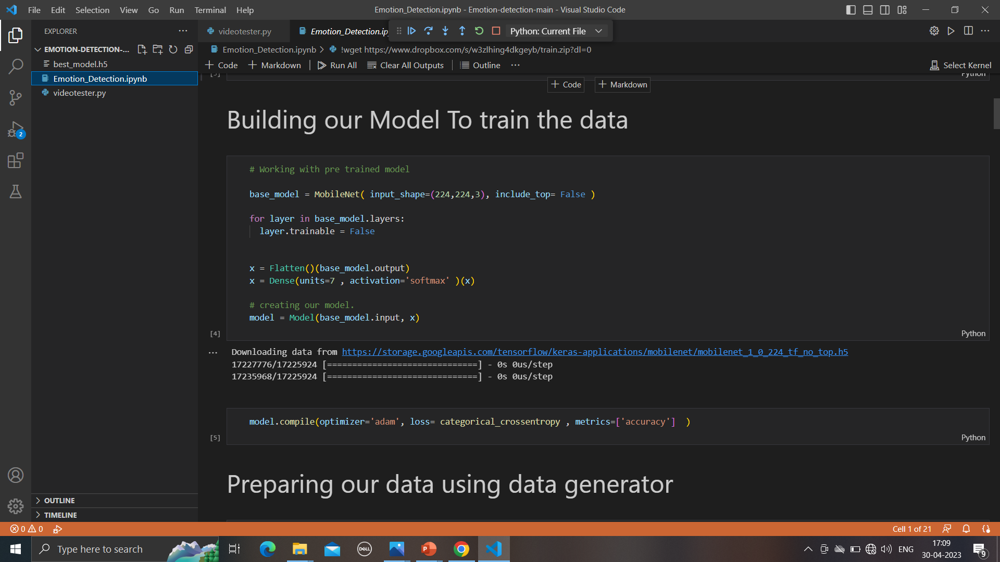 File Edit Selection View Go Run Terminal Help
Emotion_Detection.ipynb - Emotion-detection-main - Visual Studio Code
EXPLORER
EMOTION-DETECTION-...
best_model.h5
Emotion_Detection.ipynb
videotester.py
2
OUTLINE
TIMELINE
videotester.py
Emotion_Detection.ip
Python: Current File
Emotion_Detection.ipynb > !wget https://www.dropbox.com/s/w3zlhing4dkgeyb/train.zip?dl=0
+ Code + Markdown Run All Clear All Outputs Outline ...
Select Kernel
Python
+ Code + Markdown
Building our Model To train the data
# Working with pre trained model
base_model = MobileNet( input_shape=(224,224,3), include_top= False )
for layer in base_model.layers:
layer.trainable = False
x = Flatten()(base_model.output)
x = Dense(units=7 , activation='softmax' )(x)
# creating our model.
model = Model(base_model.input, x)
[4]
Python
... Downloading data from https://storage.googleapis.com/tensorflow/keras-applications/mobilenet/mobilenet_1_0_224_tf_no_top.h5
17227776/17225924 [==============================] - 0s 0us/step
17235968/17225924 [==============================] - 0s 0us/step
model.compile(optimizer='adam', loss= categorical_crossentropy , metrics=['accuracy'] )
[5]
Python
Preparing our data using data generator
0 0
Cell 1 of 21
Type here to search
DELL
P
ENG
17:09
30-04-2023
9